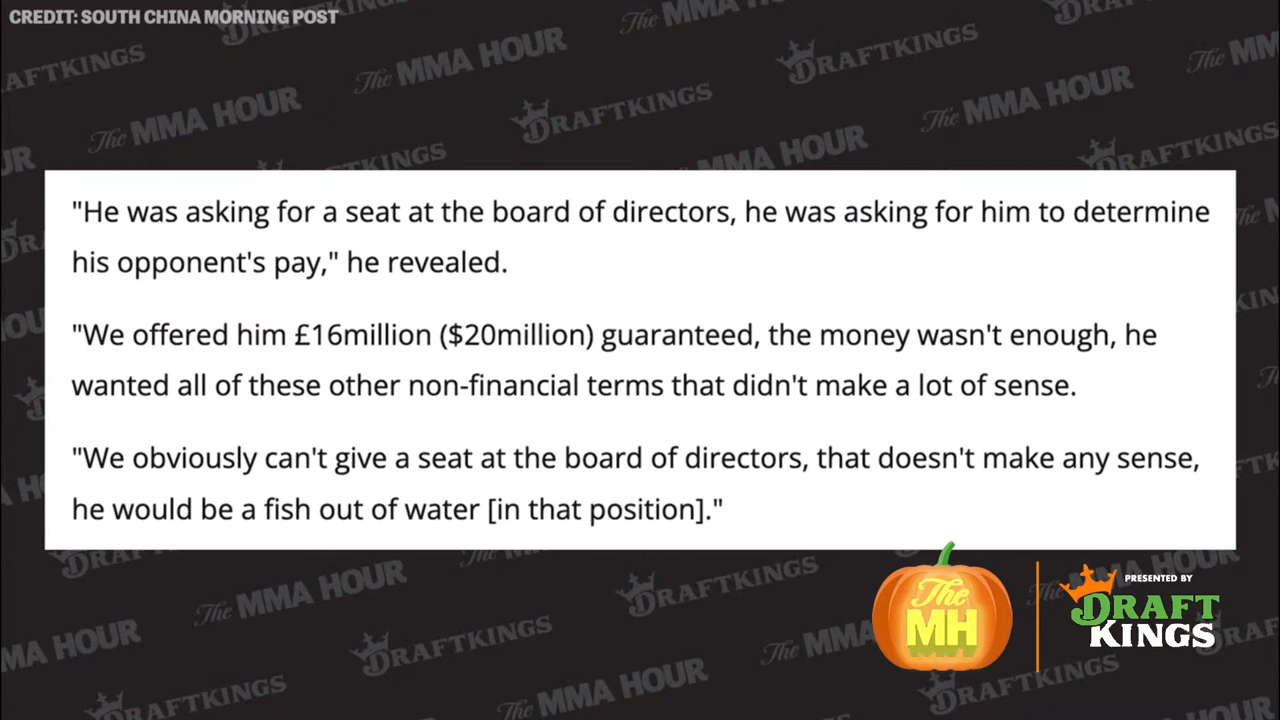 CREDIT: SOUTH CHINA MORNING POST
"He was asking for a seat at the board of directors, he was asking for him to determine
his opponent's pay," he revealed.
"We offered him £16million ($20million) guaranteed, the money wasn't enough, he
wanted all of these other non-financial terms that didn't make a lot of sense.
"We obviously can't give a seat at the board of directors, that doesn't make any sense,
he would be a fish out of water [in that position]."
The
MH
PRESENTED BY
DRAFT
KINGS
The MMA HOUR
DRAFTKINGS